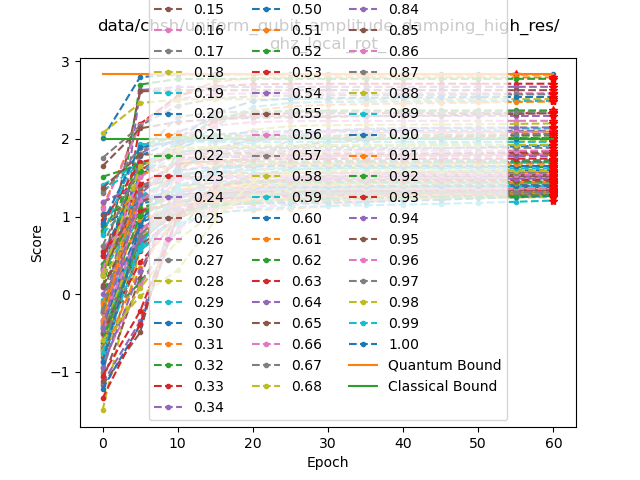 data/chsh/uniform_qubit_amplitude_damping_high_res/
ghz_local_rot_
Score
3
2
1
0
−1
0 10 20 30 40 50 60
Epoch
0.15 0.50 0.84
0.16 0.51 0.85
0.17 0.52 0.86
0.18 0.53 0.87
0.19 0.54 0.88
0.20 0.55 0.89
0.21 0.56 0.90
0.22 0.57 0.91
0.23 0.58 0.92
0.24 0.59 0.93
0.25 0.60 0.94
0.26 0.61 0.95
0.27 0.62 0.96
0.28 0.63 0.97
0.29 0.64 0.98
0.30 0.65 0.99
0.31 0.66 1.00
0.32 0.67 Quantum Bound
0.33 0.68 Classical Bound
0.34